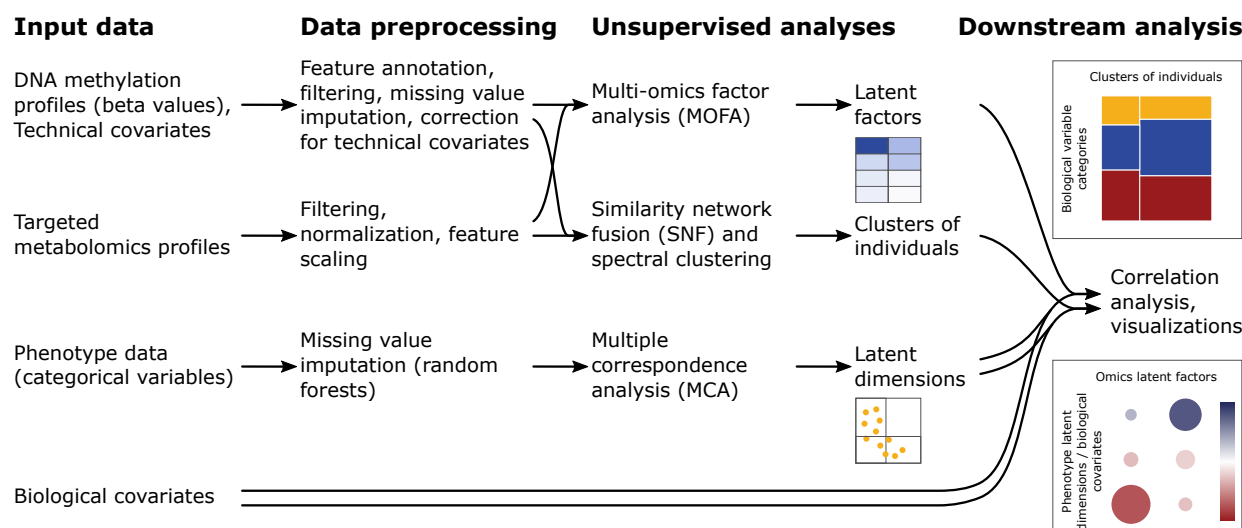 Input data
Data preprocessing
Unsupervised analyses
Downstream analysis
DNA methylation
profiles (beta values),
Technical covariates
Feature annotation,
filtering, missing value
imputation, correction
for technical covariates
Multi-omics factor
analysis (MOFA)
Latent
factors
Clusters of individuals
Biological variable
categories
Targeted
metabolomics profiles
Filtering,
normalization, feature
scaling
Similarity network
fusion (SNF) and
spectral clustering
Clusters of
individuals
Correlation
analysis,
visualizations
Phenotype data
(categorical variables)
Missing value
imputation (random
forests)
Multiple
correspondence
analysis (MCA)
Latent
dimensions
Omics latent factors
Phenotype latent
dimensions / biological
covariates
Biological covariates